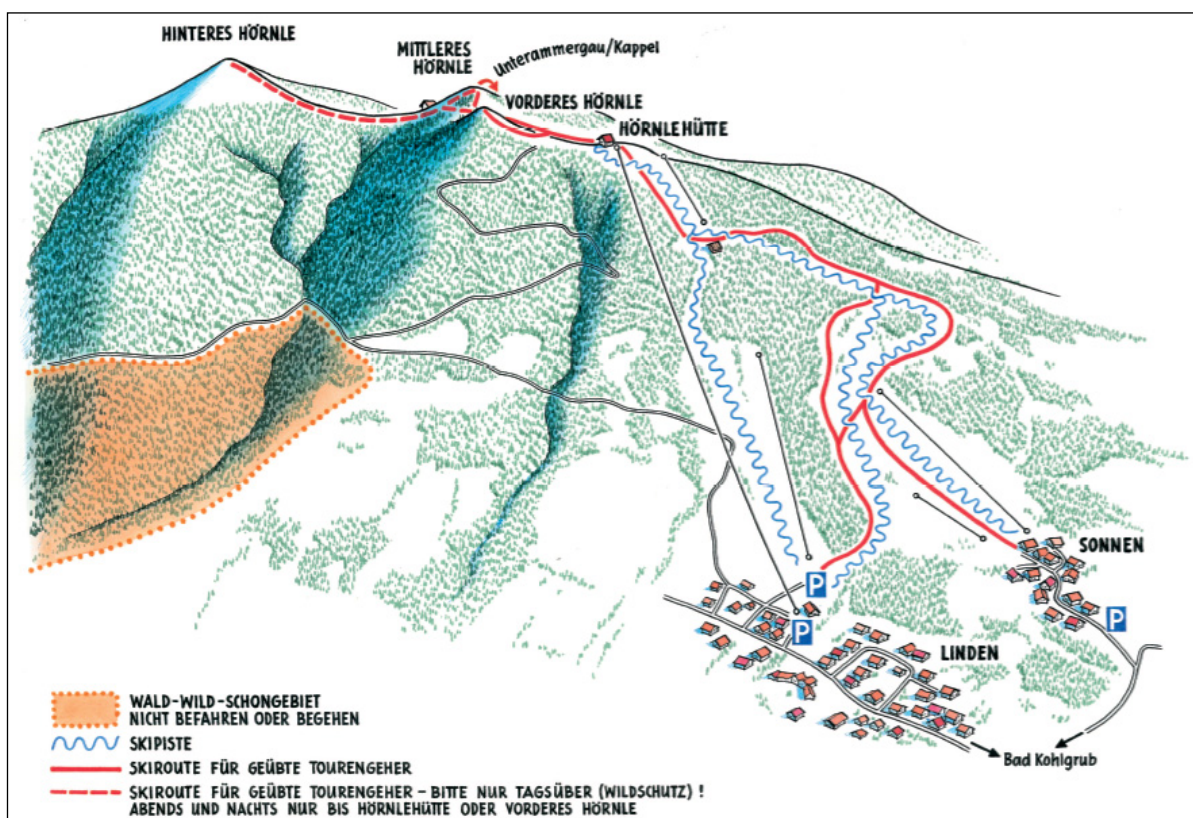 HINTERES HÖRNLE
MITTLERES
HÖRNLE
Unterammergau/Kappel
VORDERES HÖRNLE
HÖRNLEHÜTTE
SONNEN
P
P
P
LINDEN
Bad Kohlgrub
WALD-WILD-SCHONGEBIET
NICHT BEFAHREN ODER BEGEHEN
SKIPISTE
SKIROUTE FÜR GEÜBTE TOURENGEHER
SKIROUTE FÜR GEÜBTE TOURENGEHER – BITTE NUR TAGSÜBER (WILDSCHUTZ) !
ABENDS UND NACHTS NUR BIS HÖRNLEHÜTTE ODER VORDERES HÖRNLE